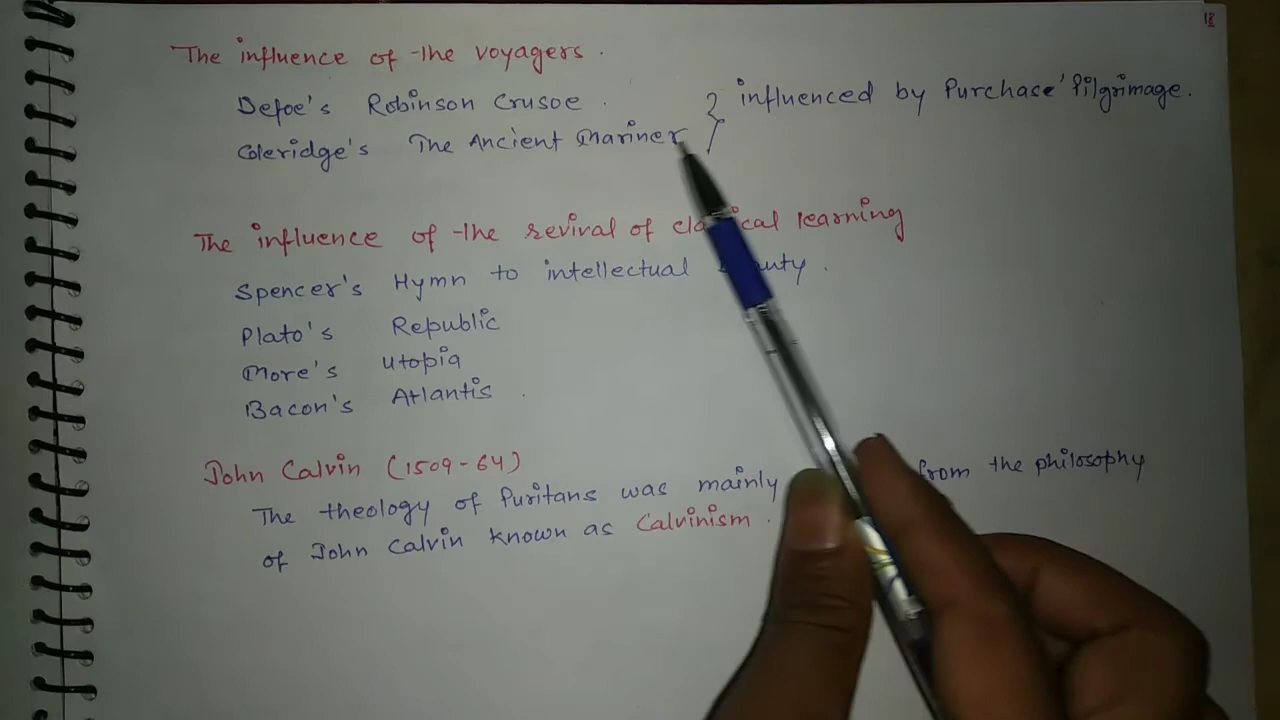 18
The influence of the voyagers.
Defoe's Robinson Crusoe.
Coleridge's The Ancient Mariner } influenced by Purchase' Pilgrimage.
The influence of the revival of classical learning
Spencer's Hymn to intellectual
Plato's Republic
More's Utopia
Bacon's Atlantis.
John Calvin (1509-64)
The theology of Puritans was mainly from the philosophy
of John Calvin known as Calvinism.